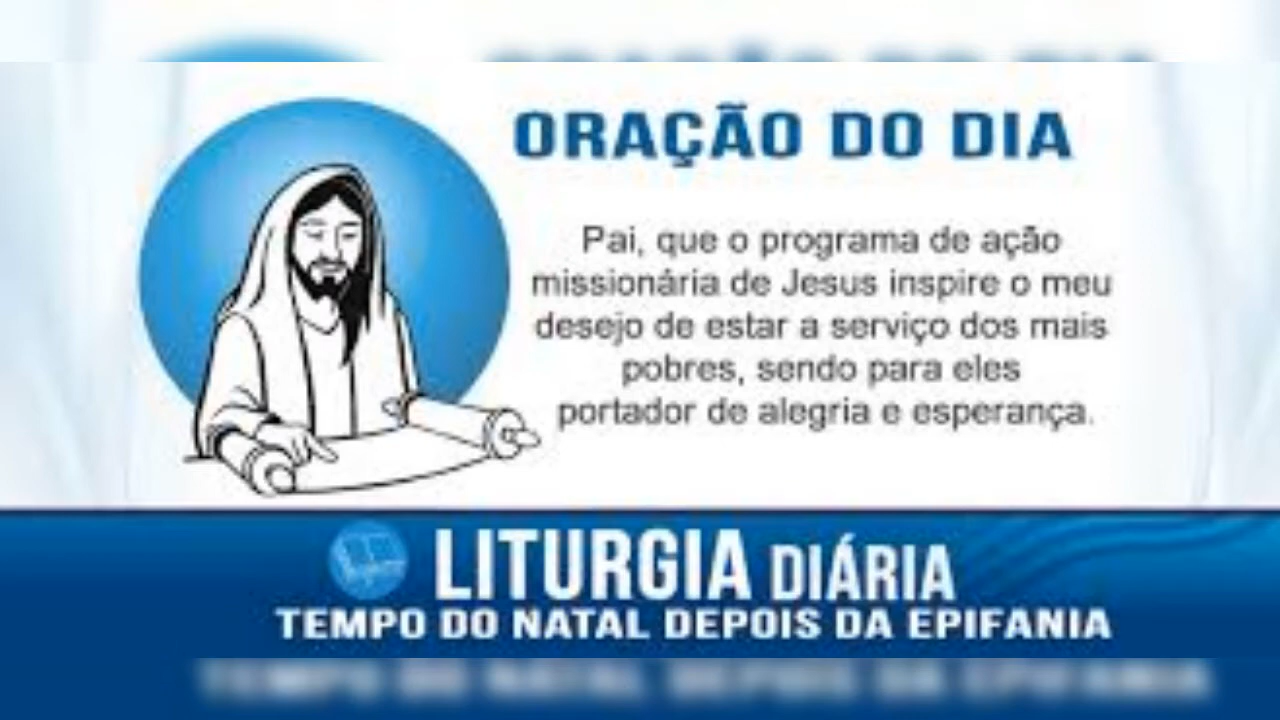 ORAÇÃO DO DIA
Pai, que o programa de ação
missionária de Jesus inspire o meu
desejo de estar a serviço dos mais
pobres, sendo para eles
portador de alegria e esperança.
LITURGIA DIÁRIA
TEMPO DO NATAL DEPOIS DA EPIFANIA